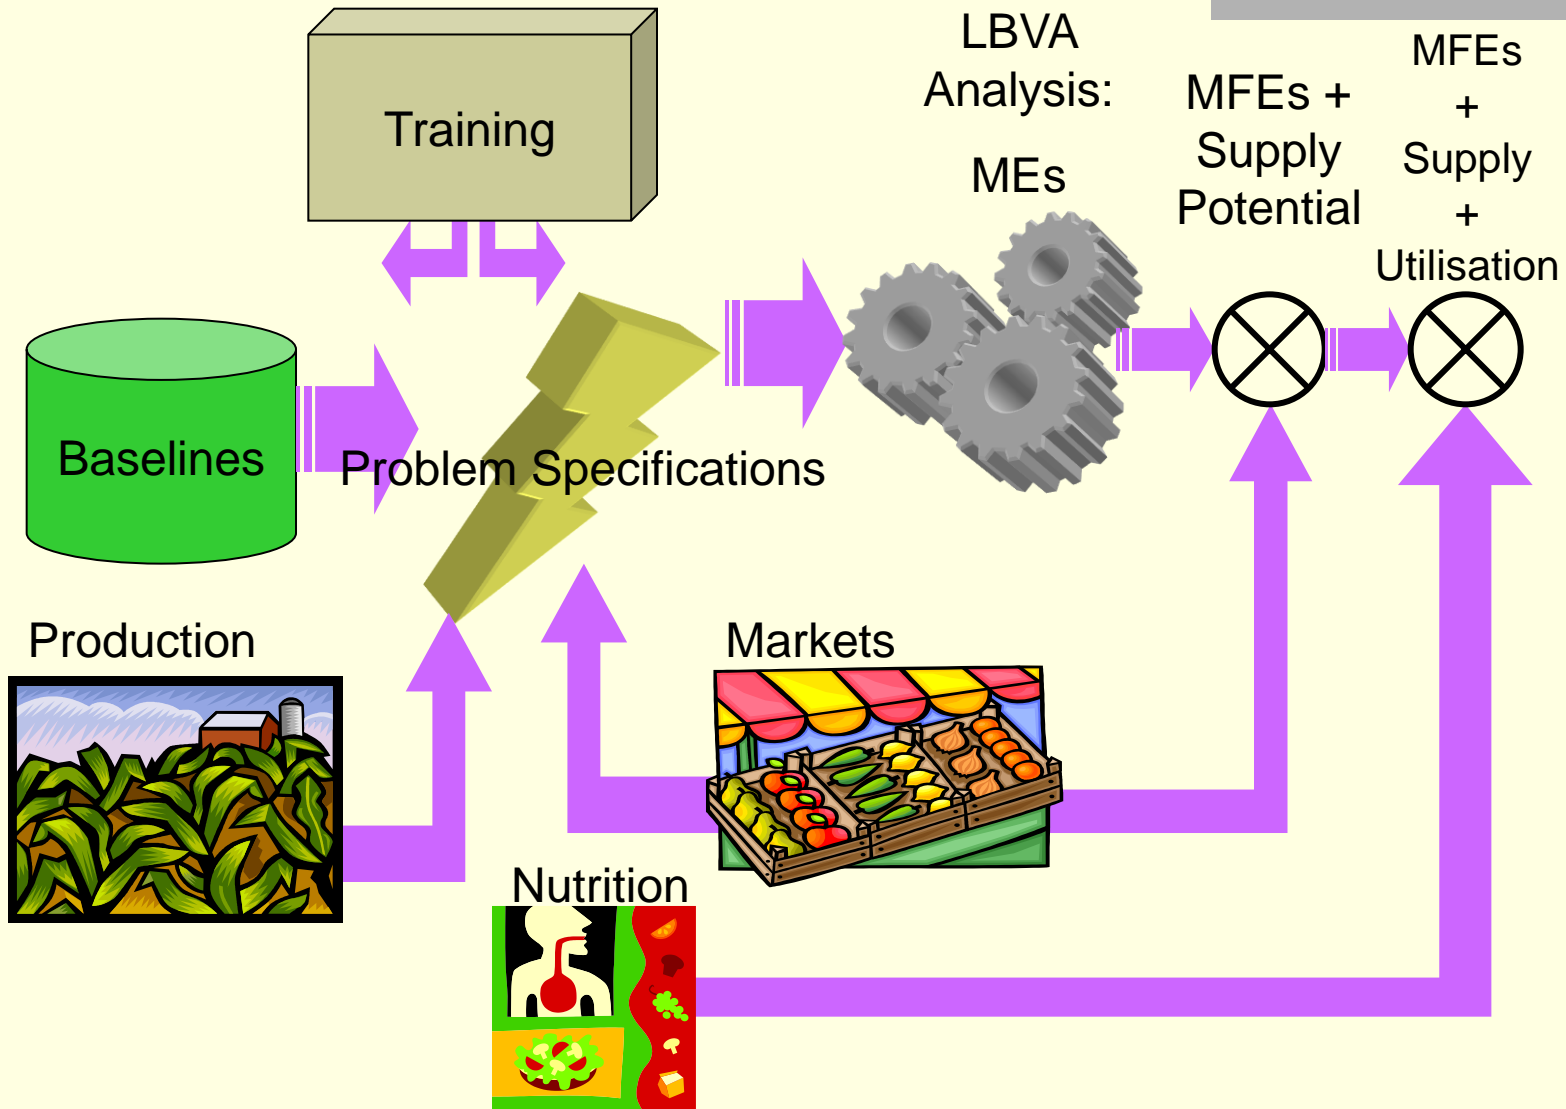 Training
LBVA
Analysis:
MEs
MFEs +
Supply
Potential
MFEs
+
Supply
+
Utilisation
Baselines
Problem Specifications
Production
Markets
Nutrition